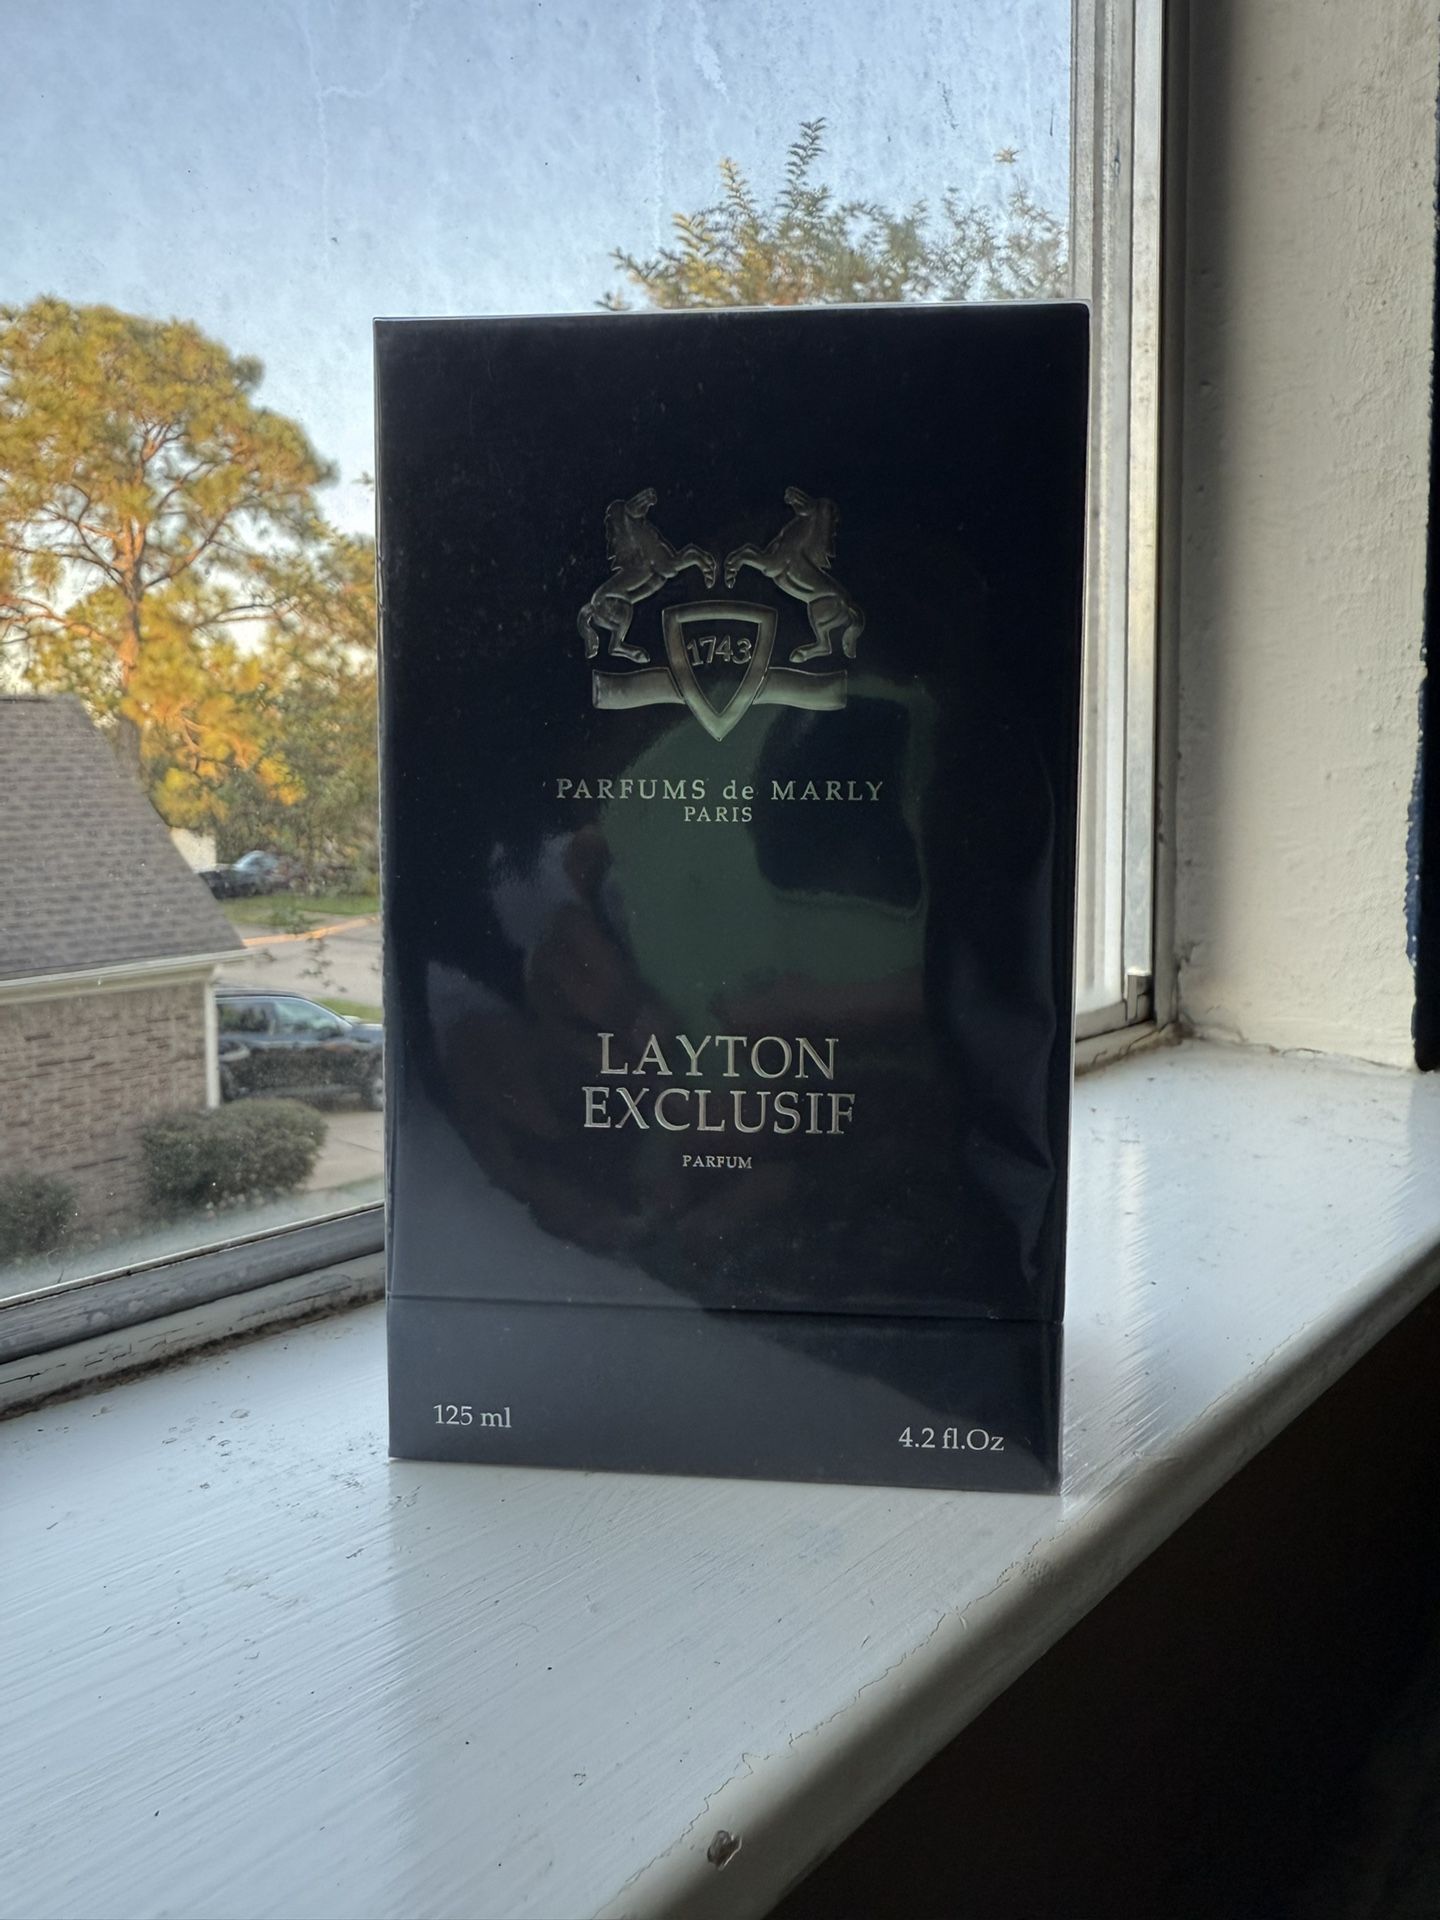 1743
PARFUMS de MARLY
PARIS
LAYTON
EXCLUSIF
PARFUM
125 ml
4.2 fl.Oz